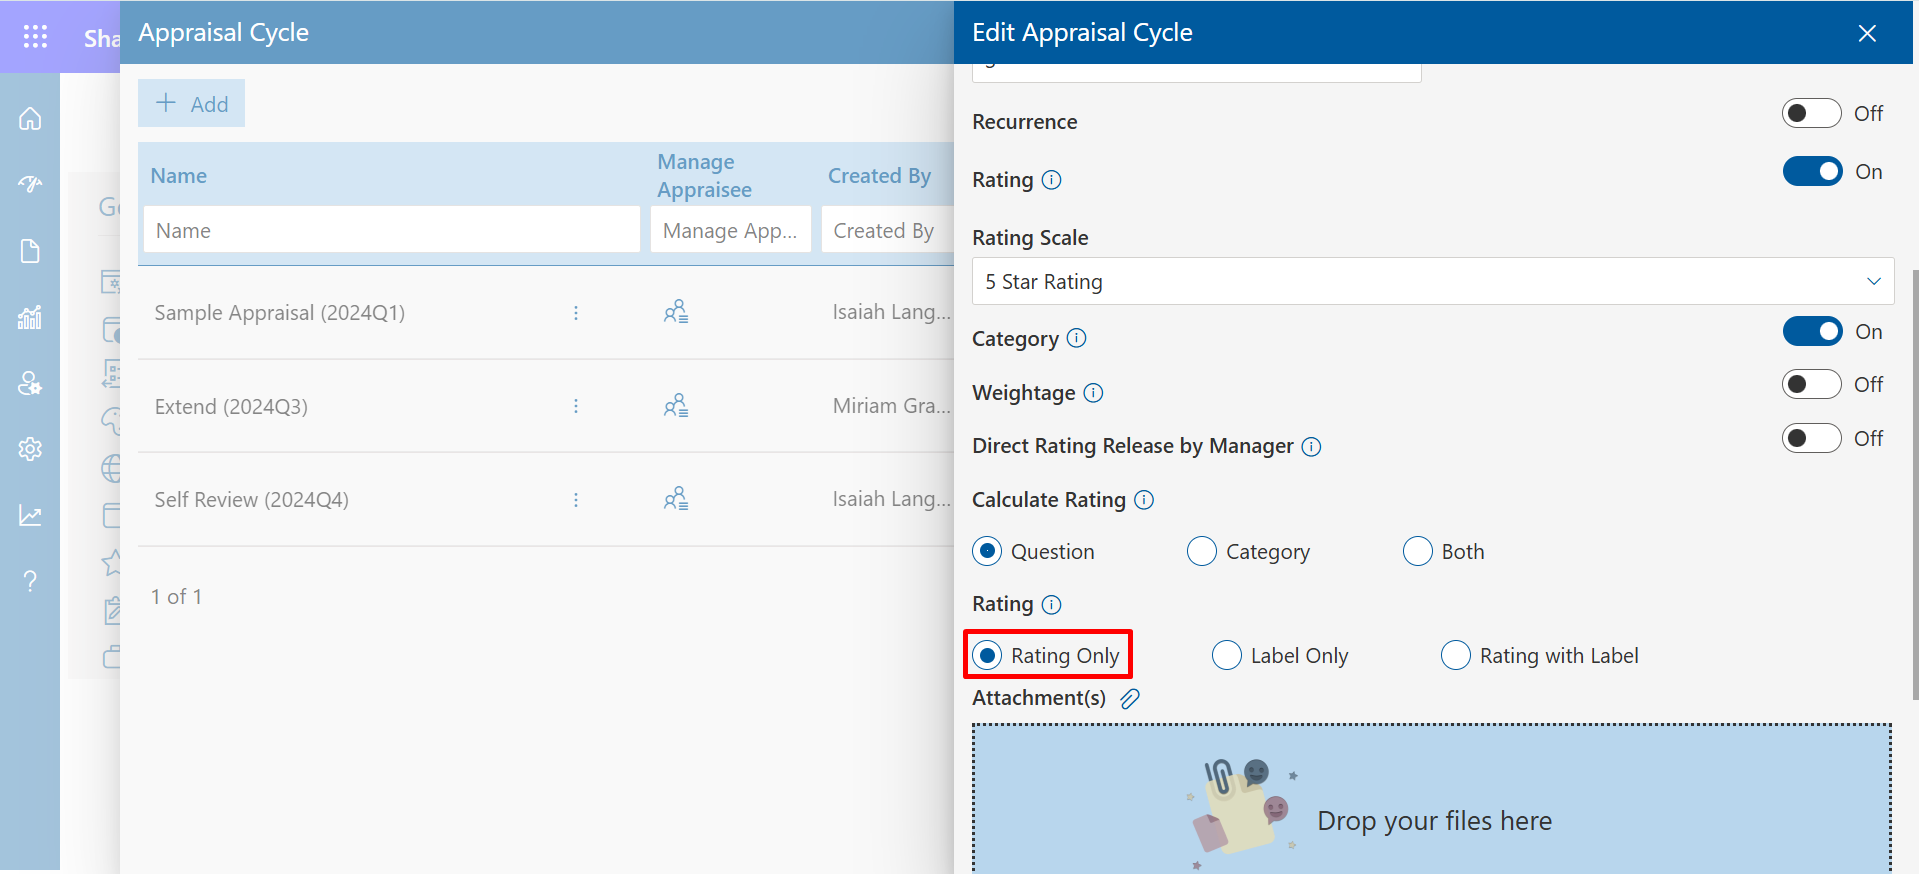 Sha
Appraisal Cycle
Add
Name
Manage
Appraisee
Created By
Name
Manage App...
Created By
Sample Appraisal (2024Q1)
Isaiah Lang...
Extend (2024Q3)
Miriam Gra...
Self Review (2024Q4)
Isaiah Lang...
1 of 1
Edit Appraisal Cycle
Recurrence
Off
Rating
On
Rating Scale
5 Star Rating
Category
On
Weightage
Off
Direct Rating Release by Manager
Off
Calculate Rating
Question
Category
Both
Rating
Rating Only
Label Only
Rating with Label
Attachment(s)
Drop your files here